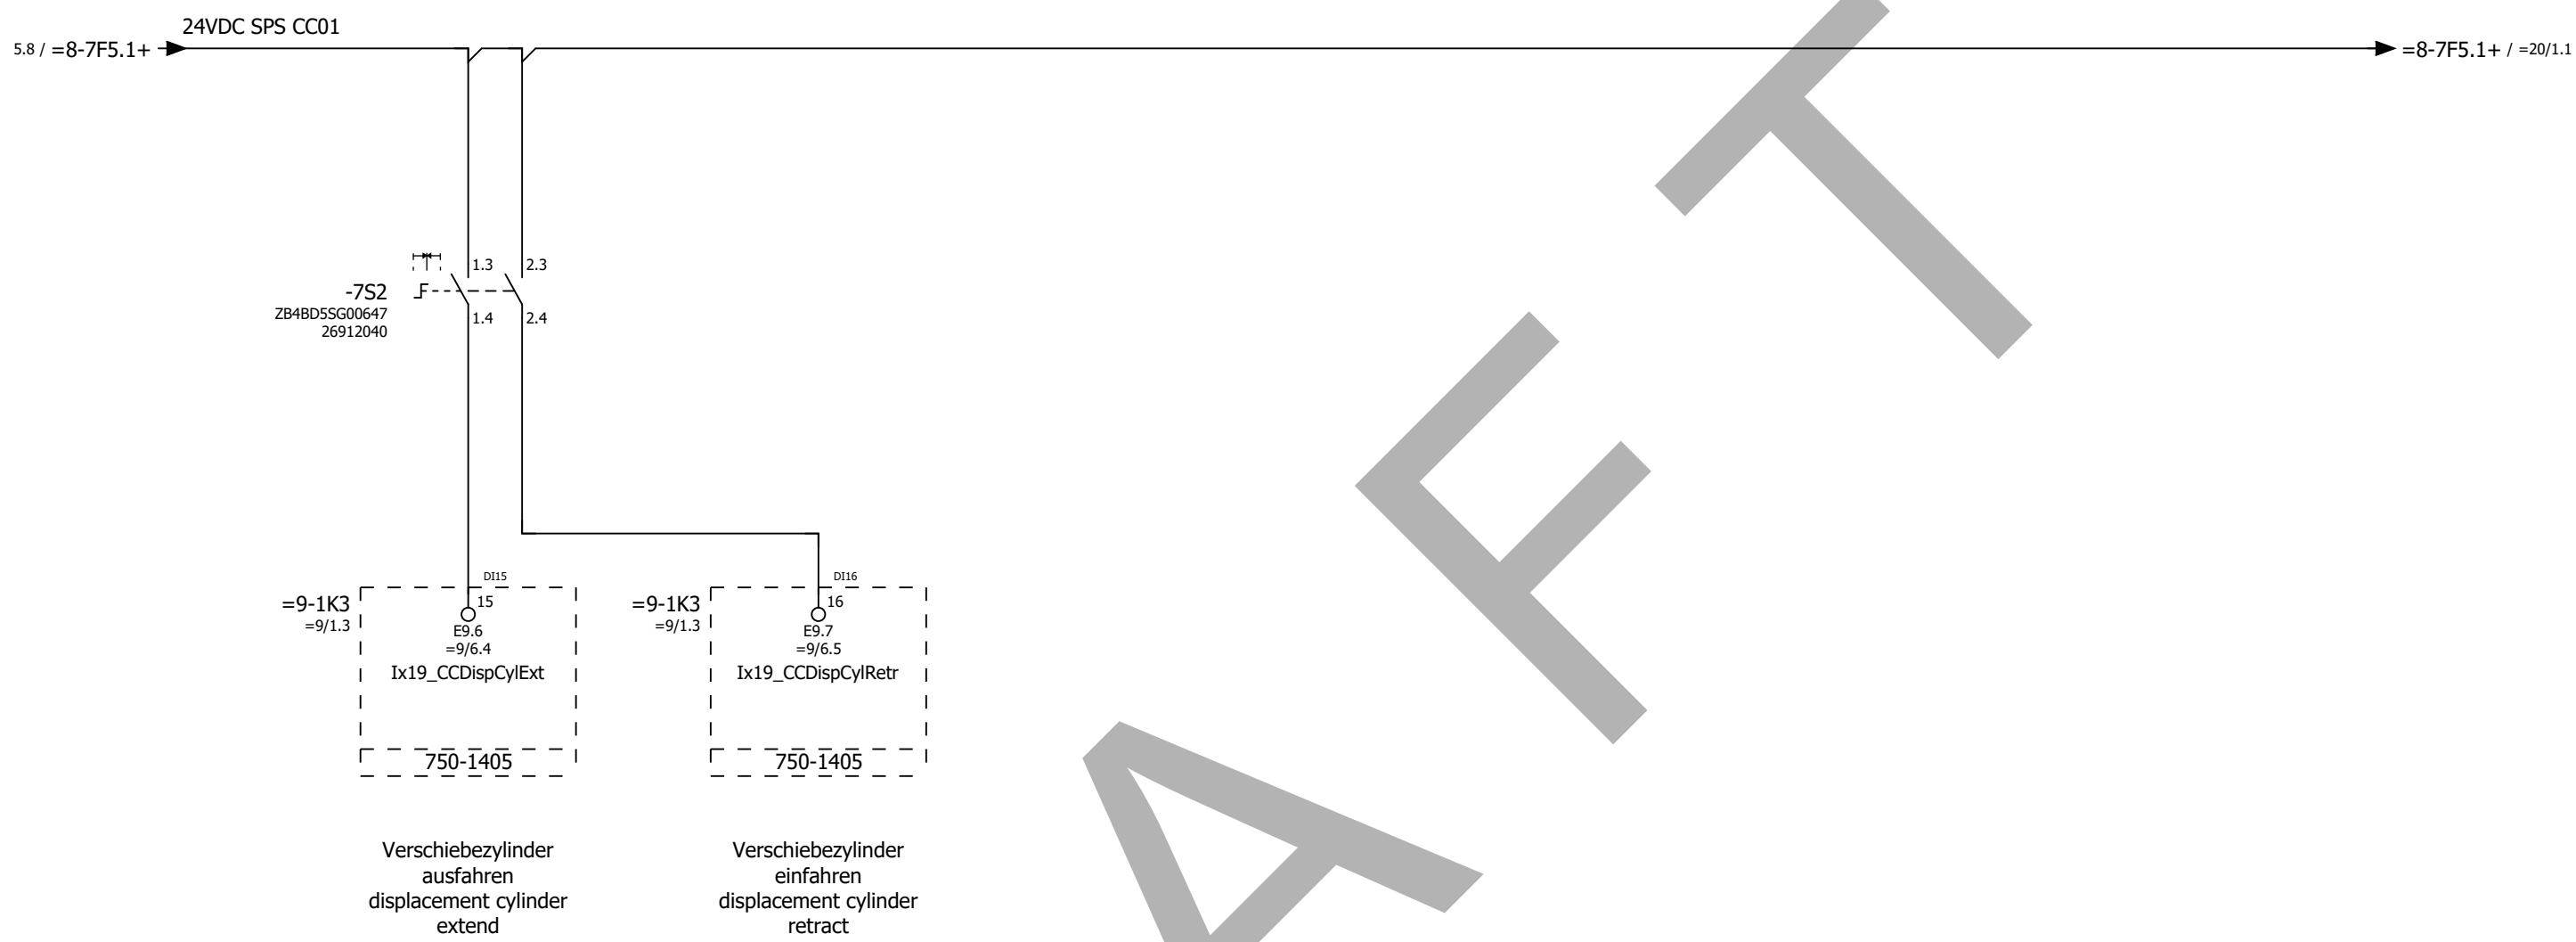 24VDC SPS CC01
5.8 / =8-7F5.1+
=8-7F5.1+ / =20/1.1
1.3
2.3
-7S2
ZB4BD5SG00647
26912040
1.4
2.4
DI15
DI16
=9-1K3
=9/1.3
15
E9.6
=9/6.4
Ix19_CCDispCylExt
750-1405
=9-1K3
=9/1.3
16
E9.7
=9/6.5
Ix19_CCDispCylRetr
750-1405
Verschiebezylinder
ausfahren
displacement cylinder
extend
Verschiebezylinder
einfahren
displacement cylinder
retract
AFT